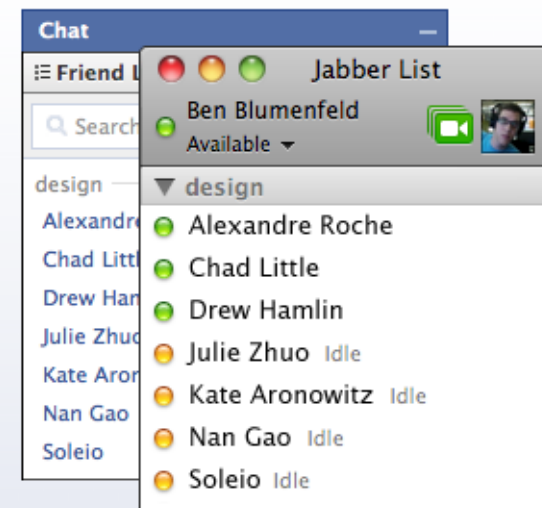 Chat
Friend L
Search
design
Alexandre
Chad Littl
Drew Han
Julie Zhuo
Kate Aron
Nan Gao
Soleio
Jabber List
Ben Blumenfeld
Available
design
Alexandre Roche
Chad Little
Drew Hamlin
Julie Zhuo Idle
Kate Aronowitz Idle
Nan Gao Idle
Soleio Idle